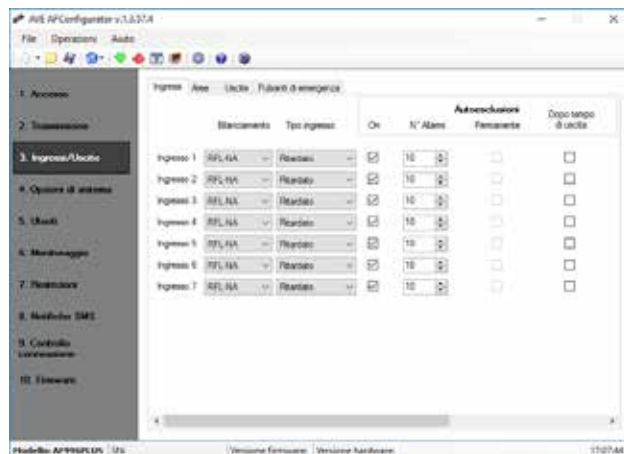 AVE AFConfigurator v.1.3.37.4
File Operazioni Aiuto
1. Accesso
2. Trasmissione
3. Ingressi/Uscite
4. Opzioni di sistema
5. Utenti
6. Monitoraggio
7. Restrizioni
8. Notifiche SMS
9. Controllo connessione
10. Firmware
Ingressi Aree Uscite Pulsanti di emergenza
Autoesclusioni
Bilanciamento Tipo ingresso On N° Allarmi Permanente Dopo tempo di uscita
Ingresso 1 RFL-NA Ritardato 10
Ingresso 2 RFL-NA Ritardato 10
Ingresso 3 RFL-NA Ritardato 10
Ingresso 4 RFL-NA Ritardato 10
Ingresso 5 RFL-NA Ritardato 10
Ingresso 6 RFL-NA Ritardato 10
Ingresso 7 RFL-NA Ritardato 10
Modello: AF999PLUS Versione firmware: Versione hardware: 17:07:44